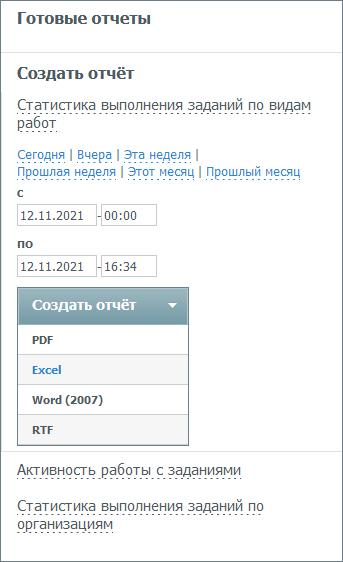 Готовые отчеты
Создать отчёт
Статистика выполнения заданий по видам
работ
Сегодня | Вчера | Эта неделя |
Прошлая неделя | Этот месяц | Прошлый месяц
с
12.11.2021 - 00:00
по
12.11.2021 - 16:34
Создать отчёт
PDF
Excel
Word (2007)
RTF
Активность работы с заданиями
Статистика выполнения заданий по
организациям